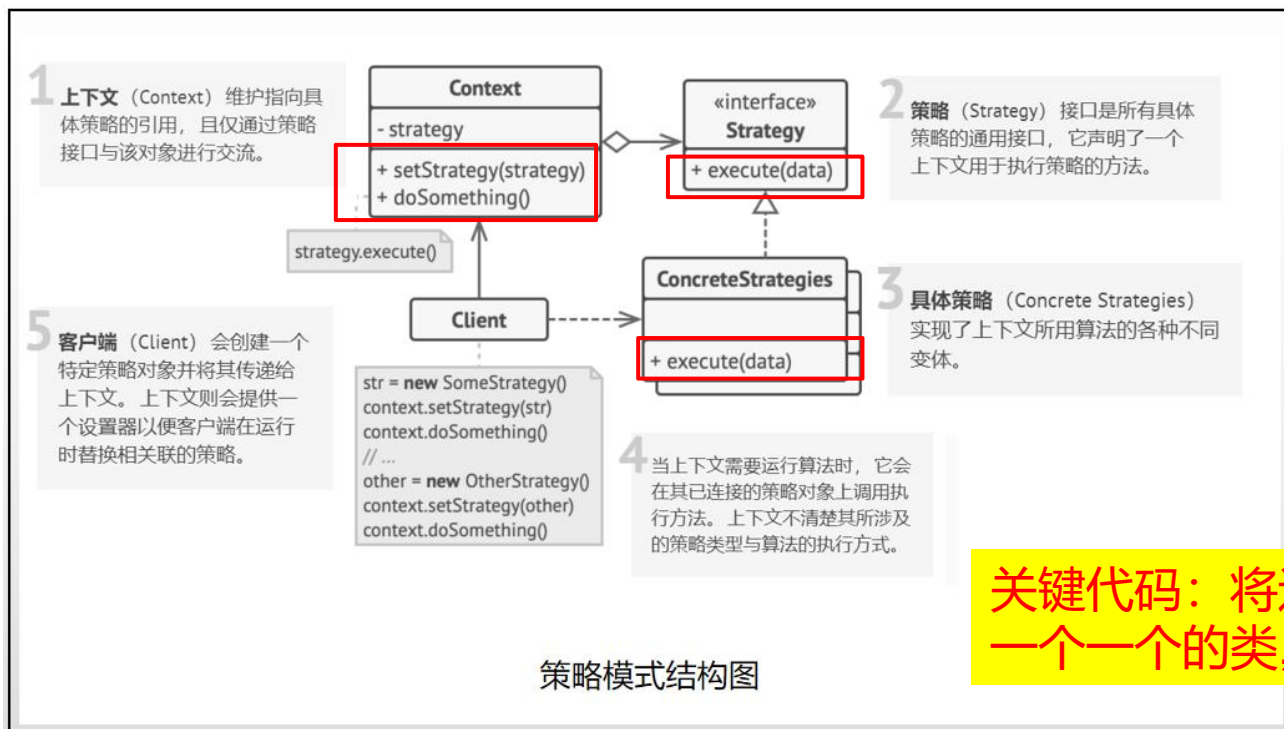 1
上下文（Context）维护指向具
体策略的引用，且仅通过策略
接口与该对象进行交流。
Context
- strategy
+ setStrategy(strategy)
+ doSomething()
strategy.execute()
«interface»
Strategy
+ execute(data)
2
策略（Strategy）接口是所有具体
策略的通用接口，它声明了一个
上下文用于执行策略的方法。
ConcreteStrategies
+ execute(data)
3
具体策略（Concrete Strategies）
实现了上下文所用算法的各种不同
变体。
Client
5
客户端（Client）会创建一个
特定策略对象并将其传递给
上下文。上下文则会提供一
个设置器以便客户端在运行
时替换相关联的策略。
str = new SomeStrategy()
context.setStrategy(str)
context.doSomething()
// ...
other = new OtherStrategy()
context.setStrategy(other)
context.doSomething()
4
当上下文需要运行算法时，它会
在其已连接的策略对象上调用执
行方法。上下文不清楚其所涉及
的策略类型与算法的执行方式。
关键代码：将
一个一个的类
策略模式结构图